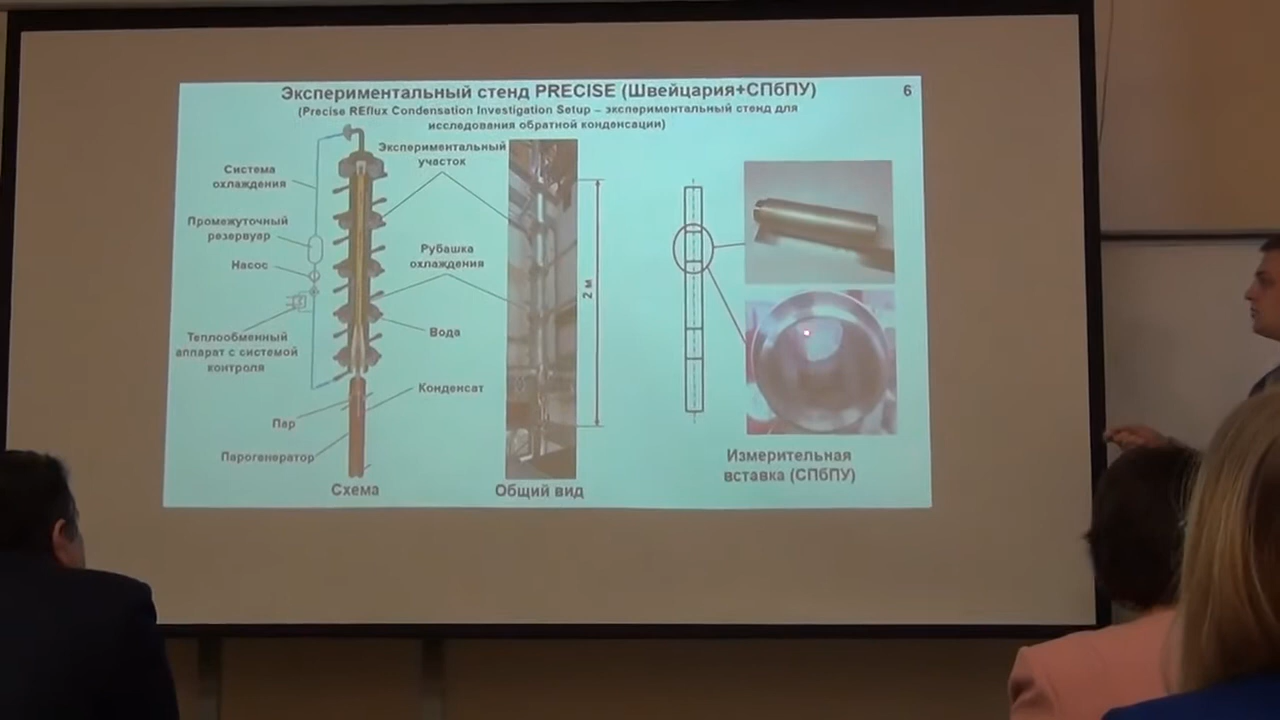 Экспериментальный стенд PRECISE (Швейцария+СПбПУ)
6
(Precise REflux Condensation Investigation Setup – экспериментальный стенд для
исследования обратной конденсации)
Экспериментальный
участок
Система
охлаждения
Промежуточный
резервуар
Насос
Рубашка
охлаждения
2 м
Теплообменный
аппарат с системой
контроля
Вода
Конденсат
Пар
Парогенератор
Схема
Общий вид
Измерительная
вставка (СПбПУ)